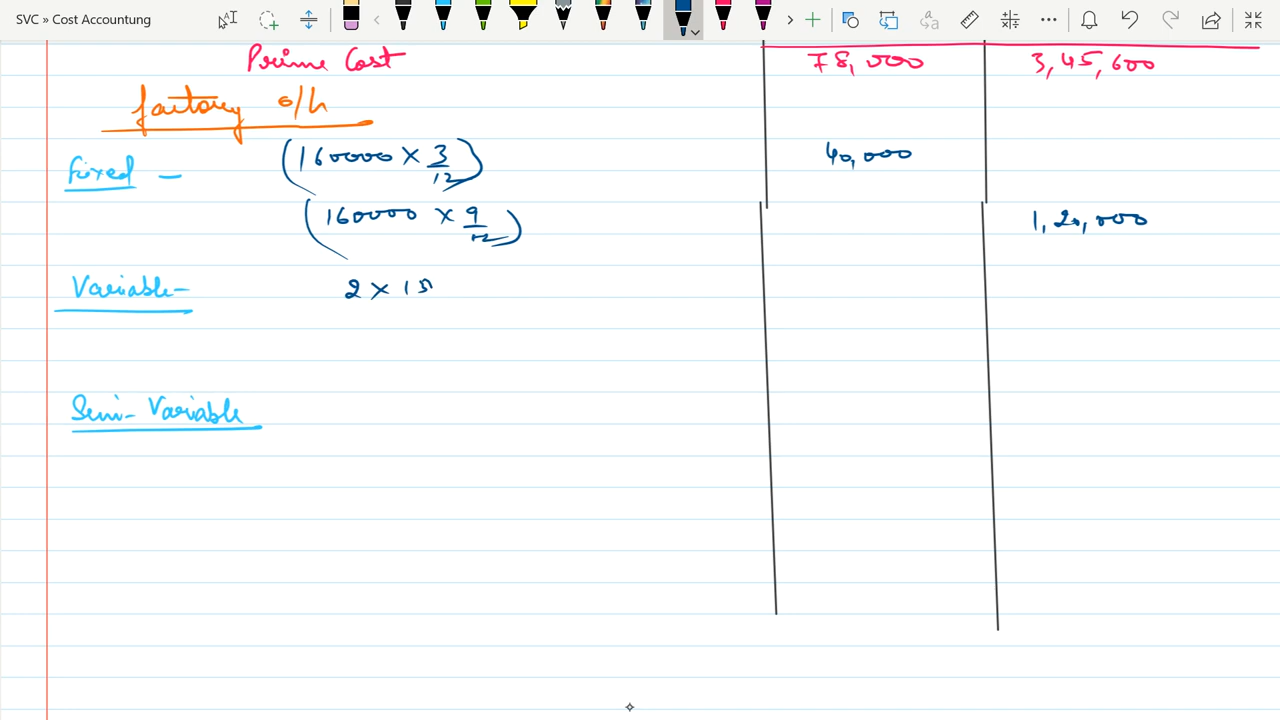 SVC » Cost Accountung
Prime Cost 78,000 3,45,600
factory o/h
Fixed - (160000 × 3/12) 40,000
(160000 × 9/12) 1,20,000
Variable- 2 × 15
Semi-Variable